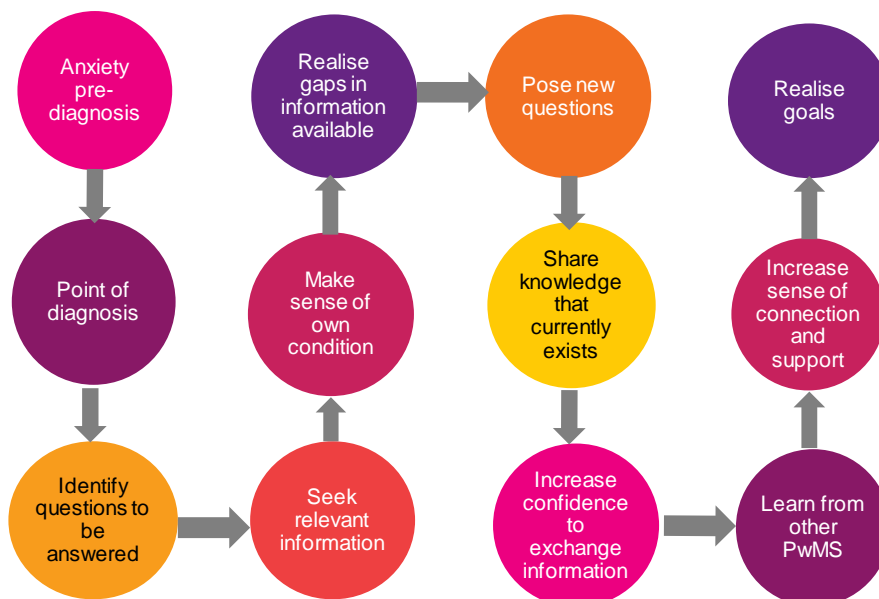 Anxiety
pre-
diagnosis
Point of
diagnosis
Identify
questions to
be
answered
Seek
relevant
information
Make
sense of
own
condition
Realise
gaps in
information
available
Pose new
questions
Share
knowledge
that
currently
exists
Increase
confidence
to
exchange
information
Learn from
other
PwMS
Increase
sense of
connection
and
support
Realise
goals